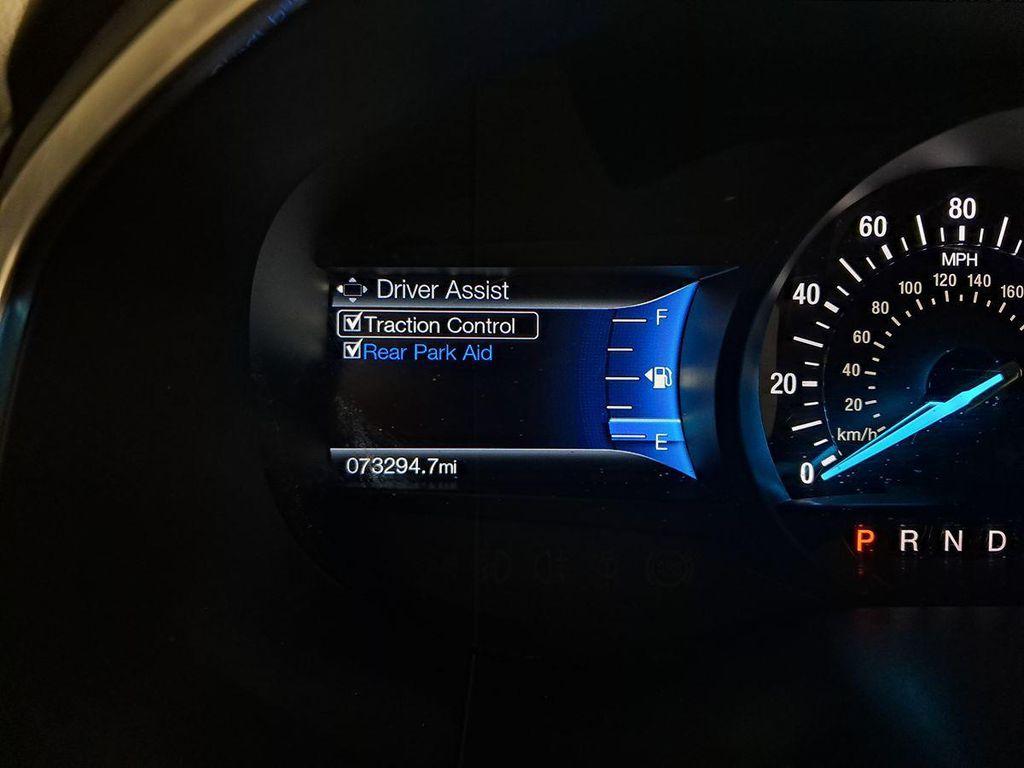 Driver Assist
Traction Control
Rear Park Aid
F
E
073294.7mi
0
20
40
60
80
MPH
km/h
20
40
60
80
100
120
140
160
P R N D